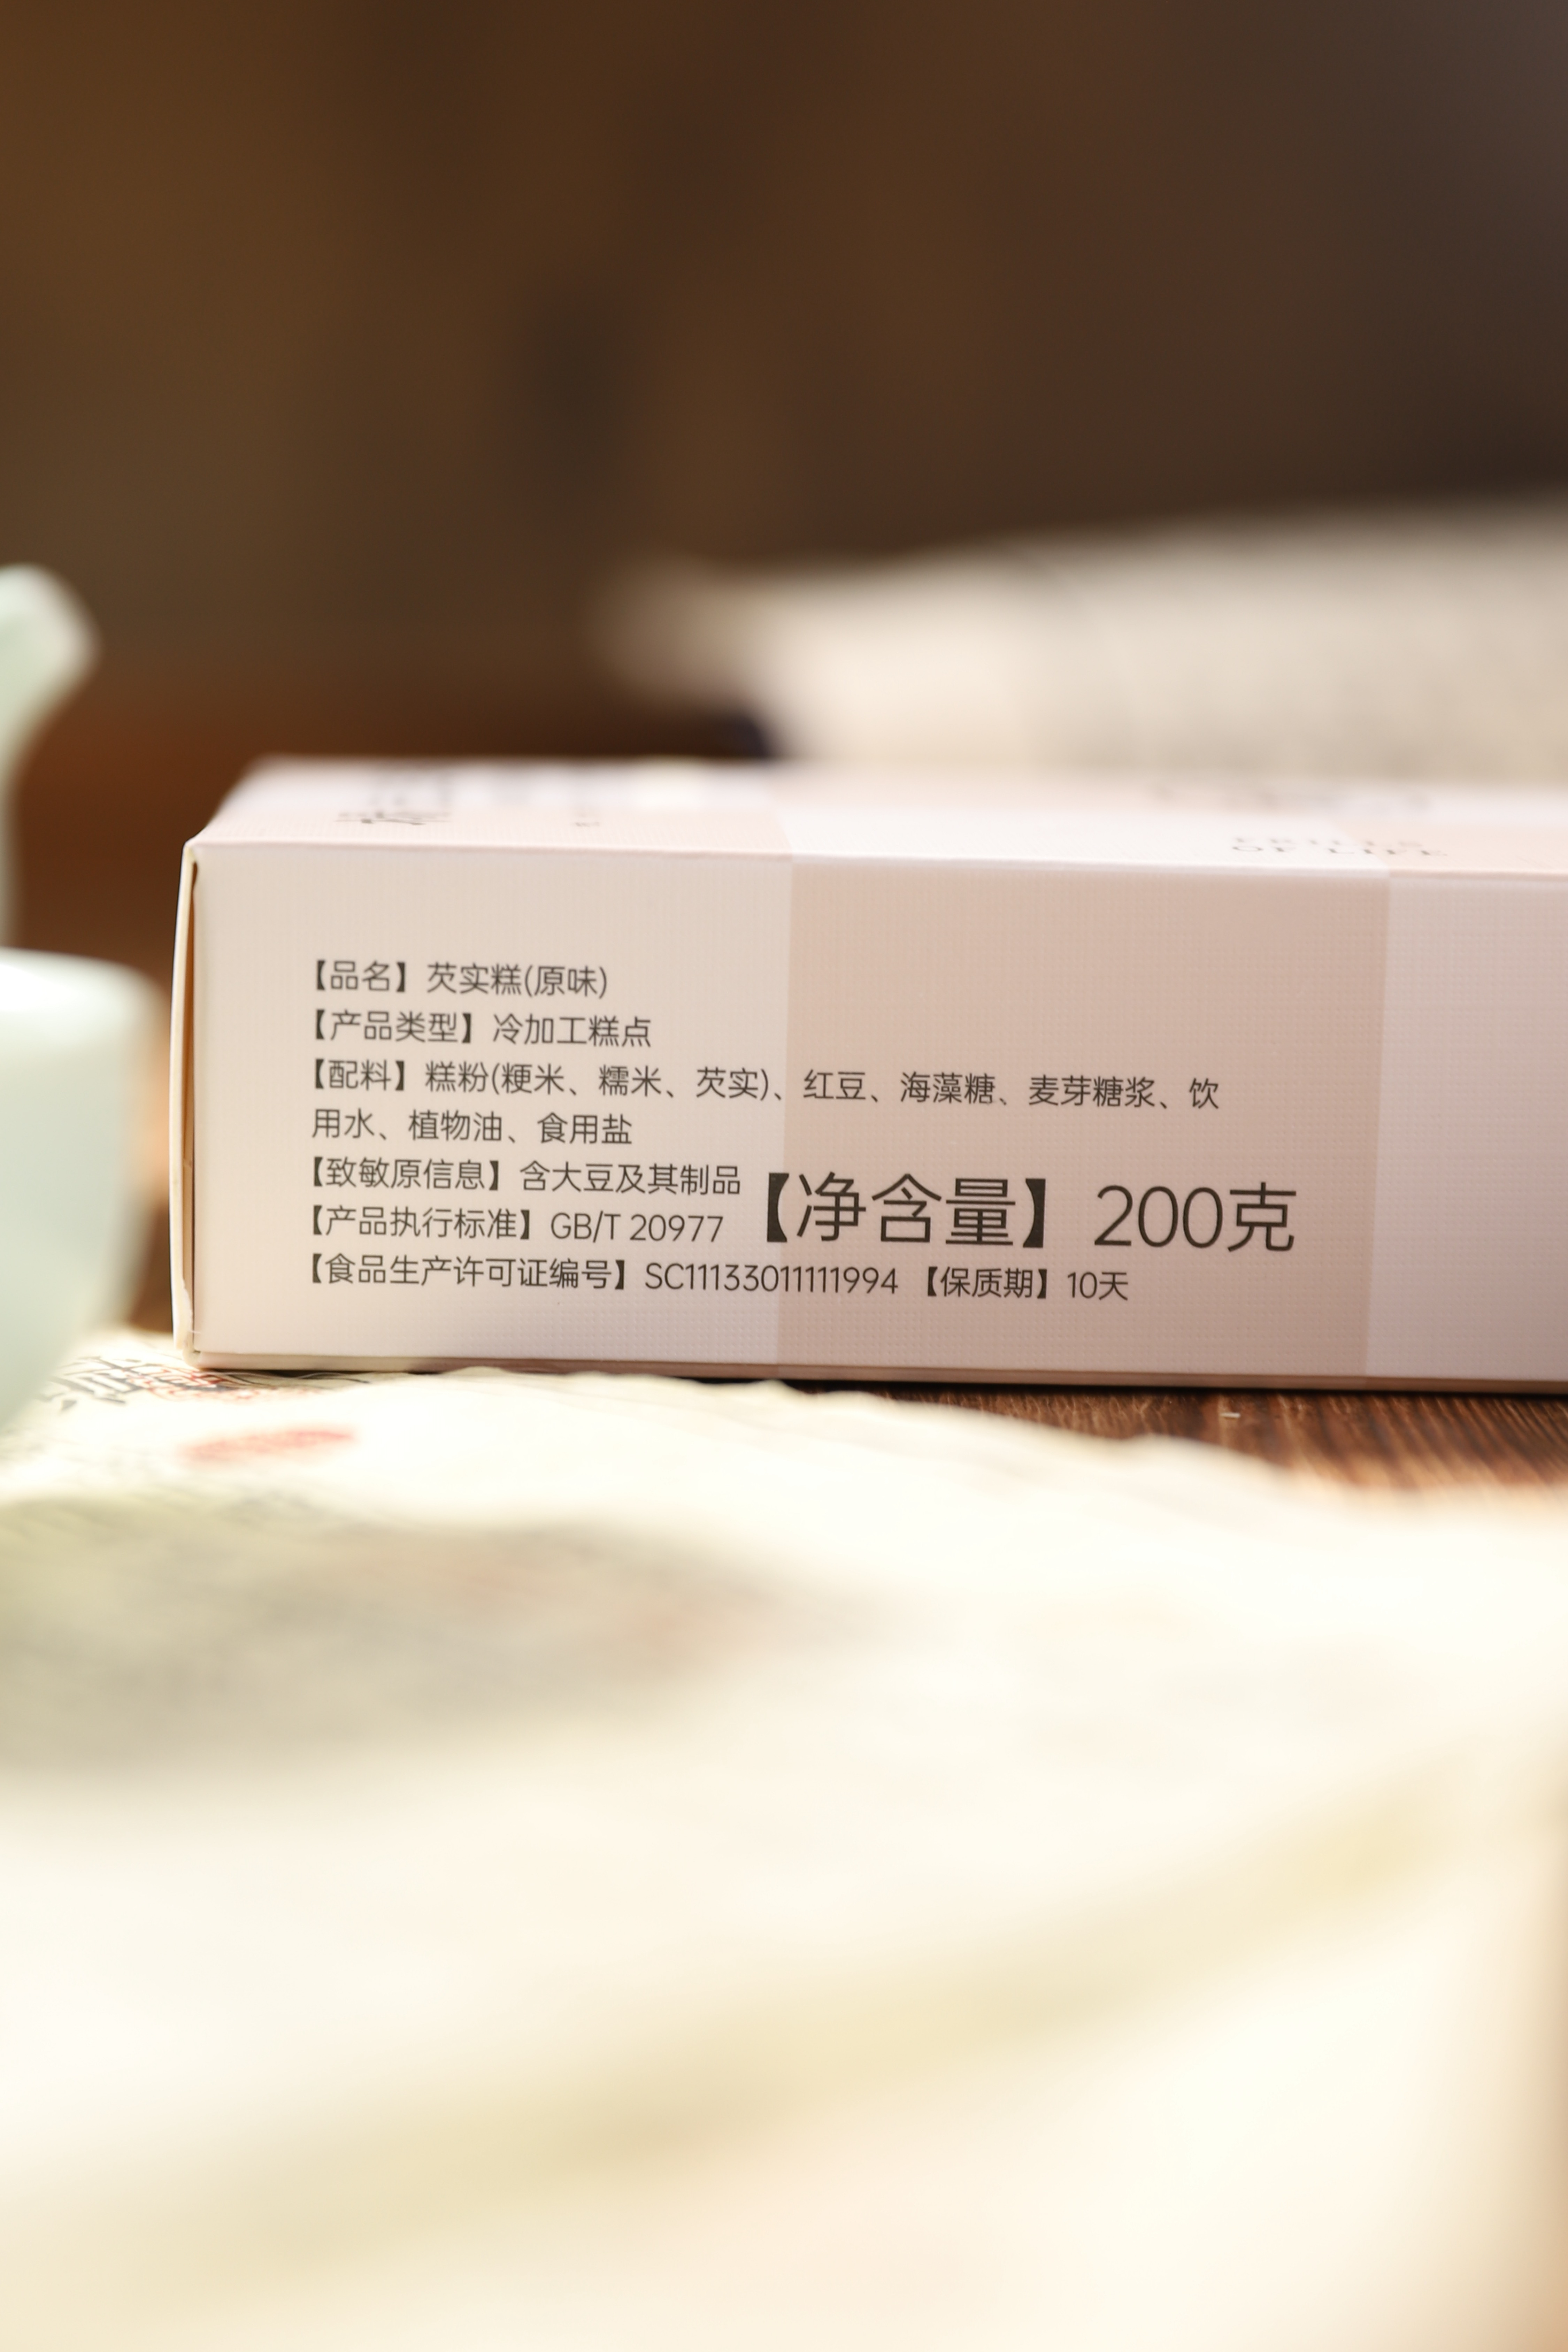 OF LIFE
【品名】芡实糕(原味)
【产品类型】冷加工糕点
【配料】糕粉(粳米、糯米、芡实)、红豆、海藻糖、麦芽糖浆、饮
用水、植物油、食用盐
【致敏原信息】含大豆及其制品
【产品执行标准】GB/T 20977 【净含量】200克
【食品生产许可证编号】SC11133011111994 【保质期】10天